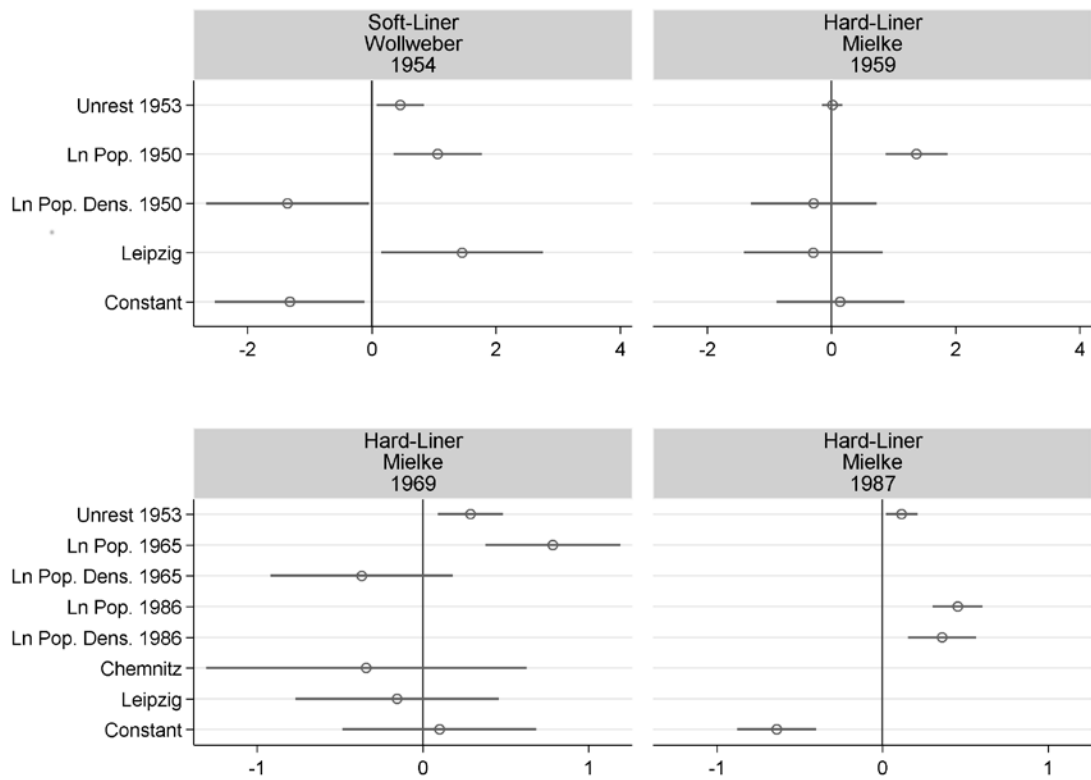 Soft-Liner
Wollweber
1954
Hard-Liner
Mielke
1959
Unrest 1953
Ln Pop. 1950
Ln Pop. Dens. 1950
Leipzig
Constant
-2 0 2 4
-2 0 2 4
Hard-Liner
Mielke
1969
Hard-Liner
Mielke
1987
Unrest 1953
Ln Pop. 1965
Ln Pop. Dens. 1965
Ln Pop. 1986
Ln Pop. Dens. 1986
Chemnitz
Leipzig
Constant
-1 0 1
-1 0 1